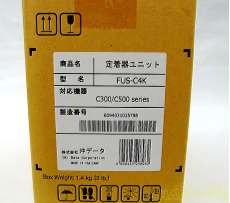 商品名 定着器ユニット
型 名 FUS-C4K
対応機器 C300/C500 series
製造番号
株式会社 沖データ
Oki Data Corporation
Box Weight: 1.4 kg (3 lb.)